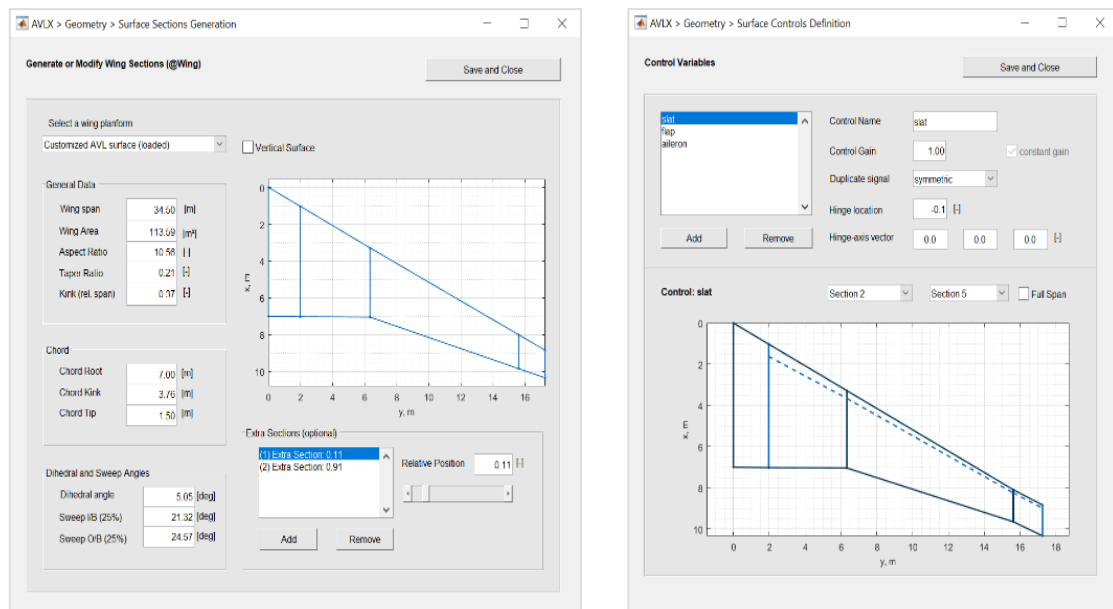 AVLX > Geometry > Surface Sections Generation
Generate or Modify Wing Sections (@Wing)
Save and Close
Select a wing planform
Customized AVL surface (loaded)
Vertical Surface
General Data
Wing span 34.50 [m]
Wing Area 113.59 [m²]
Aspect Ratio 10.56 [-]
Taper Ratio 0.21 [-]
Kink (rel. span) 0.37 [-]
Chord
Chord Root 7.00 [m]
Chord Kink 3.76 [m]
Chord Tip 1.50 [m]
Dihedral and Sweep Angles
Dihedral angle 5.05 [deg]
Sweep I/B (25%) 21.32 [deg]
Sweep O/B (25%) 24.57 [deg]
0
2
4
6
8
10
x, m
0 2 4 6 8 10 12 14 16
y, m
Extra Sections (optional)
(1) Extra Section: 0.11
(2) Extra Section: 0.91
Relative Position 0.11 [-]
Add Remove
AVLX > Geometry > Surface Controls Definition
Control Variables
Save and Close
slat
flap
aileron
Add Remove
Control Name slat
Control Gain 1.00 constant gain
Duplicate signal symmetric
Hinge location -0.1 [-]
Hinge-axis vector 0.0 0.0 0.0 [-]
Control: slat Section 2 Section 5 Full Span
0
2
4
6
8
10
x, m
0 2 4 6 8 10 12 14 16 18
y, m